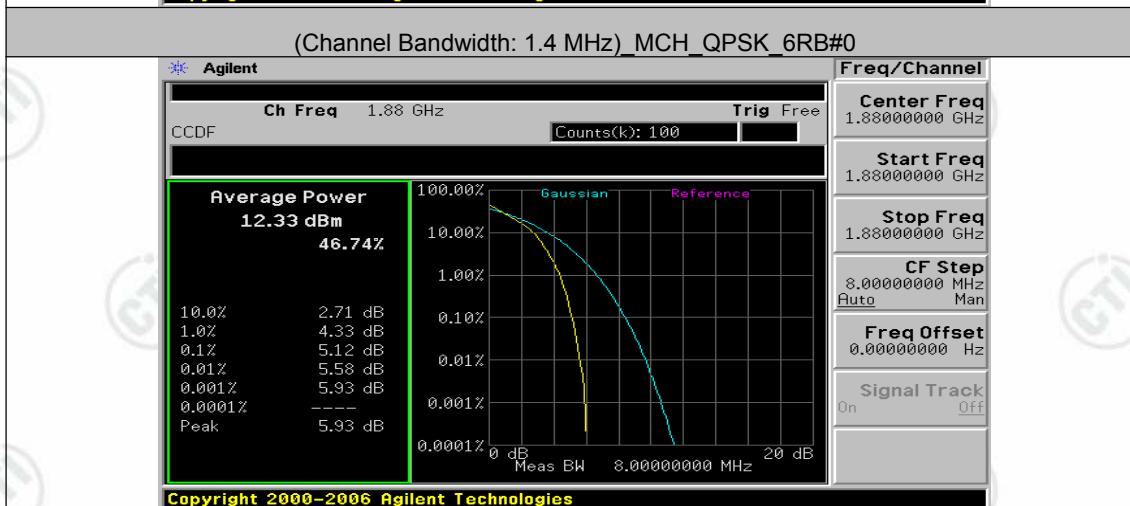 (Channel Bandwidth: 1.4 MHz)_MCH_QPSK_6RB#0
Agilent
Freq/Channel
Ch Freq 1.88 GHz Trig Free
CCDF Counts(k): 100
Average Power
12.33 dBm
46.74%
10.0% 2.71 dB
1.0% 4.33 dB
0.1% 5.12 dB
0.01% 5.58 dB
0.001% 5.93 dB
0.0001% ----
Peak 5.93 dB
Gaussian Reference
100.00%
10.00%
1.00%
0.10%
0.01%
0.001%
0.0001%
0 dB 20 dB
Meas BW 8.00000000 MHz
Center Freq
1.88000000 GHz
Start Freq
1.88000000 GHz
Stop Freq
1.88000000 GHz
CF Step
8.00000000 MHz
Auto Man
Freq Offset
0.00000000 Hz
Signal Track
On Off
Copyright 2000-2006 Agilent Technologies
CTI
CTI